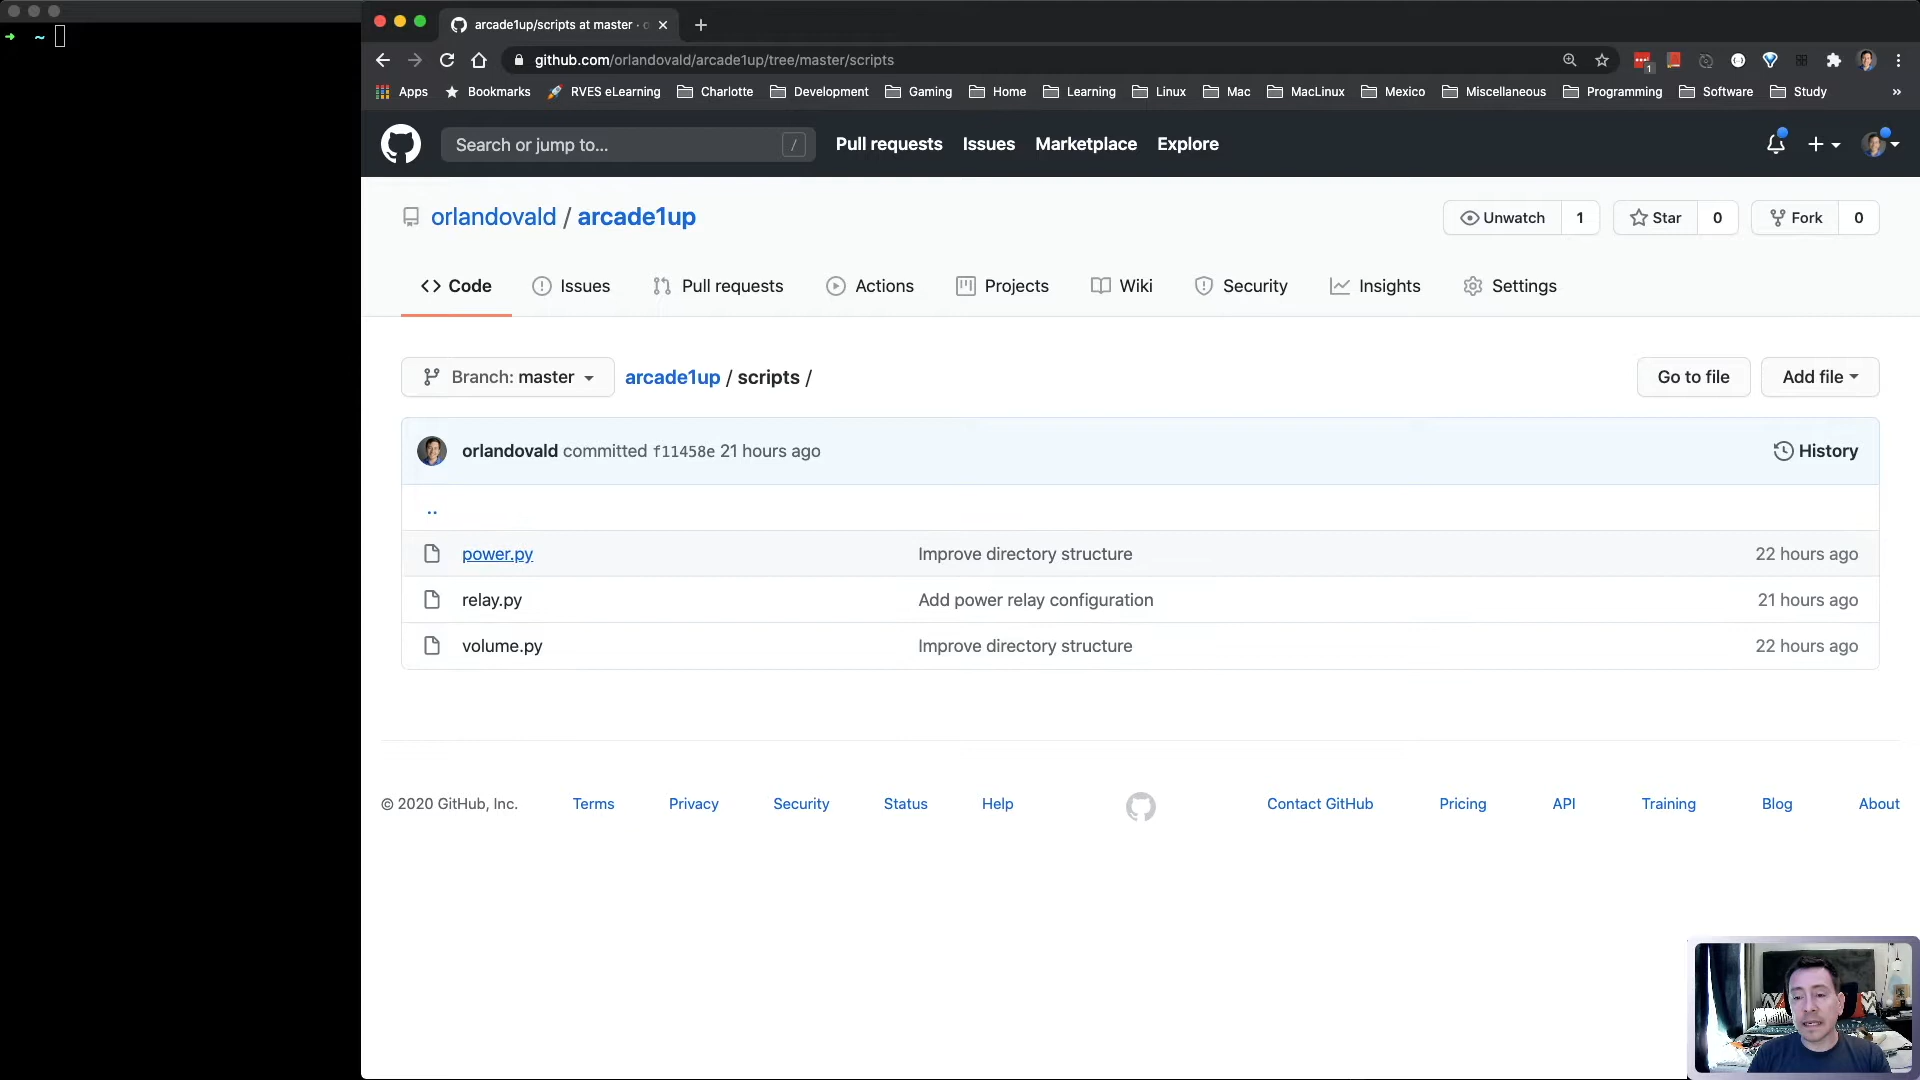 ➜ ~
arcade1up/scripts at master ·
github.com/orlandovald/arcade1up/tree/master/scripts
1
Apps Bookmarks RVES eLearning Charlotte Development Gaming Home Learning Linux Mac MacLinux Mexico Miscellaneous Programming Software Study »
Search or jump to... / Pull requests Issues Marketplace Explore
orlandovald / arcade1up Unwatch 1 Star 0 Fork 0
Code Issues Pull requests Actions Projects Wiki Security Insights Settings
Branch: master arcade1up / scripts / Go to file Add file
orlandovald committed f11458e 21 hours ago History
..
power.py Improve directory structure 22 hours ago
relay.py Add power relay configuration 21 hours ago
volume.py Improve directory structure 22 hours ago
© 2020 GitHub, Inc. Terms Privacy Security Status Help Contact GitHub Pricing API Training Blog About